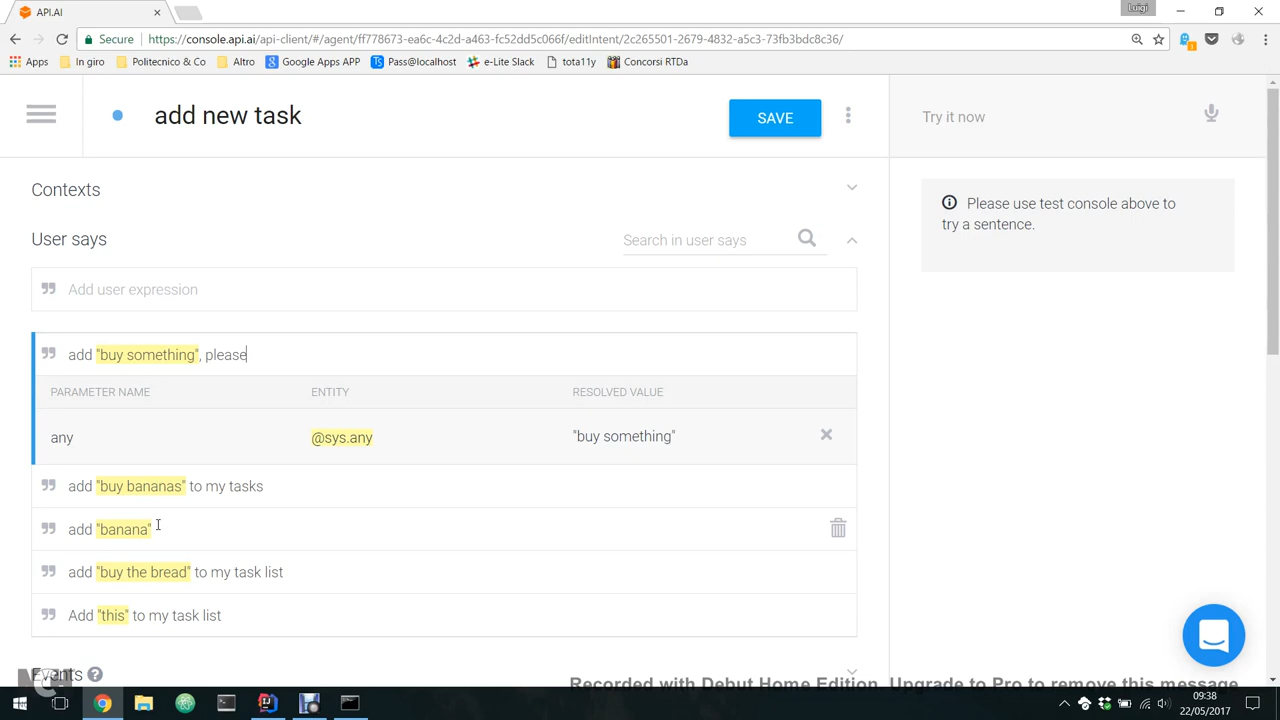 API.AI
Luigi
Secure
https://console.api.ai/api-client/#/agent/ff778673-ea6c-4c2d-a463-fc52dd5c066f/editIntent/2c265501-2679-4832-a5c3-73fb3bdc8c36/
Apps In giro Politecnico & Co Altro Google Apps APP Pass@localhost e-Lite Slack tota11y Concorsi RTDa
add new task
SAVE
Try it now
Contexts
Please use test console above to
try a sentence.
User says
Search in user says
Add user expression
add "buy something", please
PARAMETER NAME ENTITY RESOLVED VALUE
any @sys.any "buy something"
add "buy bananas" to my tasks
add "banana"
add "buy the bread" to my task list
Add "this" to my task list
Events ?
Recorded with Debut Home Edition. Upgrade to Pro to remove this message
09:38
22/05/2017